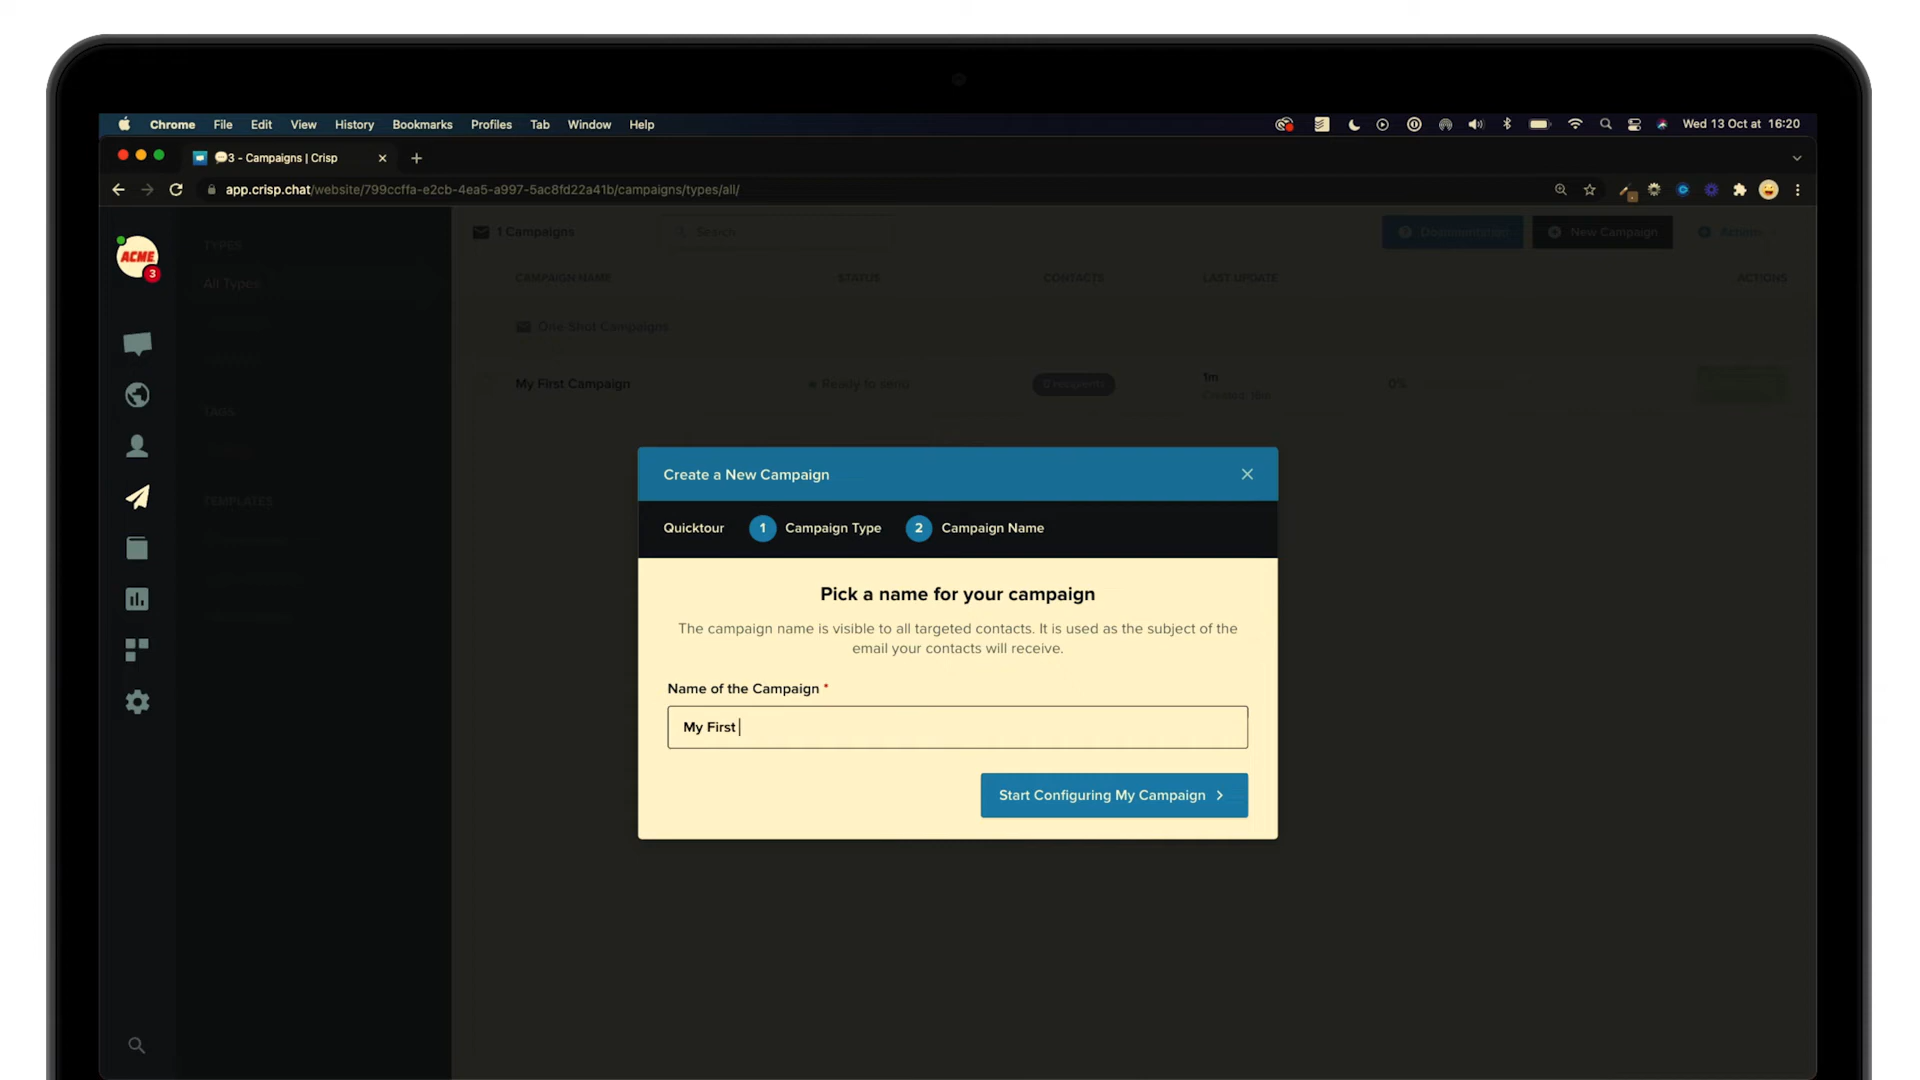 Chrome File Edit View History Bookmarks Profiles Tab Window Help Wed 13 Oct at 16:20
3 - Campaigns | Crisp
app.crisp.chat/website/799ccffa-e2cb-4ea5-a997-5ac8fd22a41b/campaigns/types/all/
ACME
3
TYPES
All Types
TAGS
TEMPLATES
1 Campaigns
Search
Documentation
New Campaign
CAMPAIGN NAME STATUS CONTACTS LAST UPDATE ACTIONS
One-Shot Campaigns
My First Campaign Ready to send 0 recipients 1m 0%
Created 16m
Create a New Campaign
Quicktour 1 Campaign Type 2 Campaign Name
Pick a name for your campaign
The campaign name is visible to all targeted contacts. It is used as the subject of the
email your contacts will receive.
Name of the Campaign *
My First
Start Configuring My Campaign